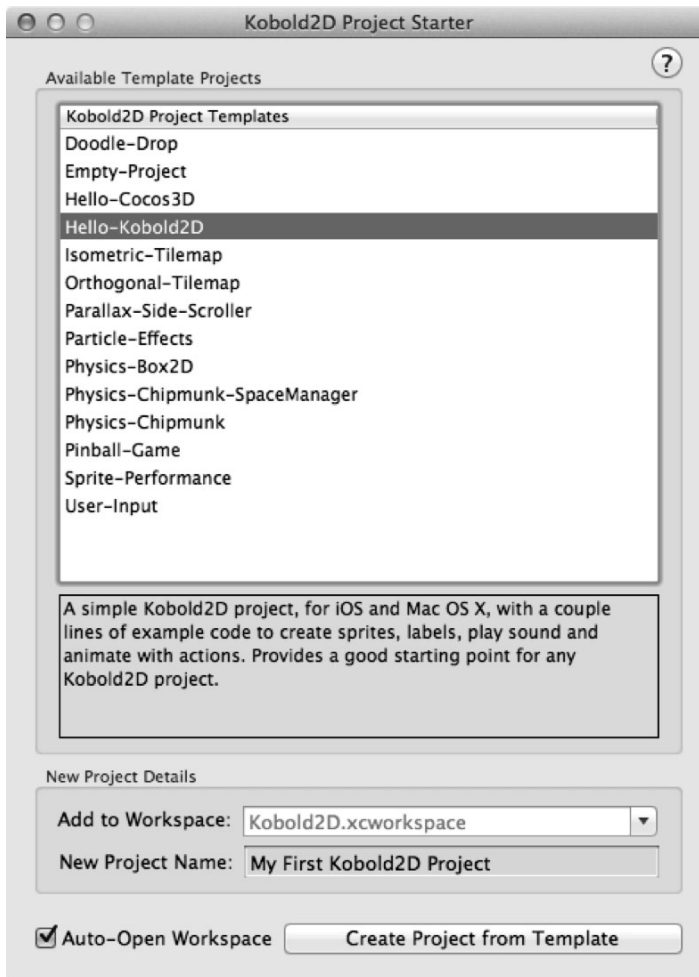 Kobold2D Project Starter
?
Available Template Projects
Kobold2D Project Templates
Doodle-Drop
Empty-Project
Hello-Cocos3D
Hello-Kobold2D
Isometric-Tilemap
Orthogonal-Tilemap
Parallax-Side-Scroller
Particle-Effects
Physics-Box2D
Physics-Chipmunk-SpaceManager
Physics-Chipmunk
Pinball-Game
Sprite-Performance
User-Input
A simple Kobold2D project, for iOS and Mac OS X, with a couple
lines of example code to create sprites, labels, play sound and
animate with actions. Provides a good starting point for any
Kobold2D project.
New Project Details
Add to Workspace: Kobold2D.xcworkspace
New Project Name: My First Kobold2D Project
Auto-Open Workspace Create Project from Template